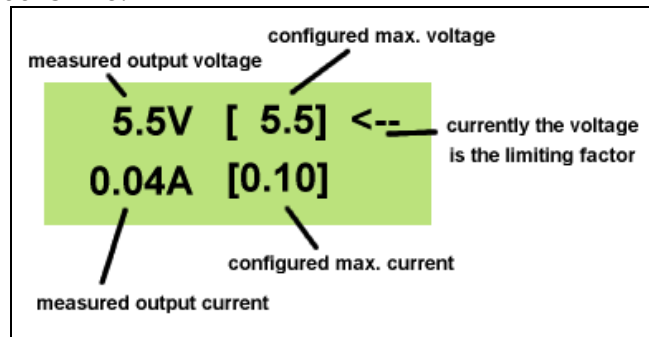 configured max. voltage
measured output voltage
5.5V [ 5.5] <--
currently the voltage
is the limiting factor
0.04A [0.10]
configured max. current
measured output current